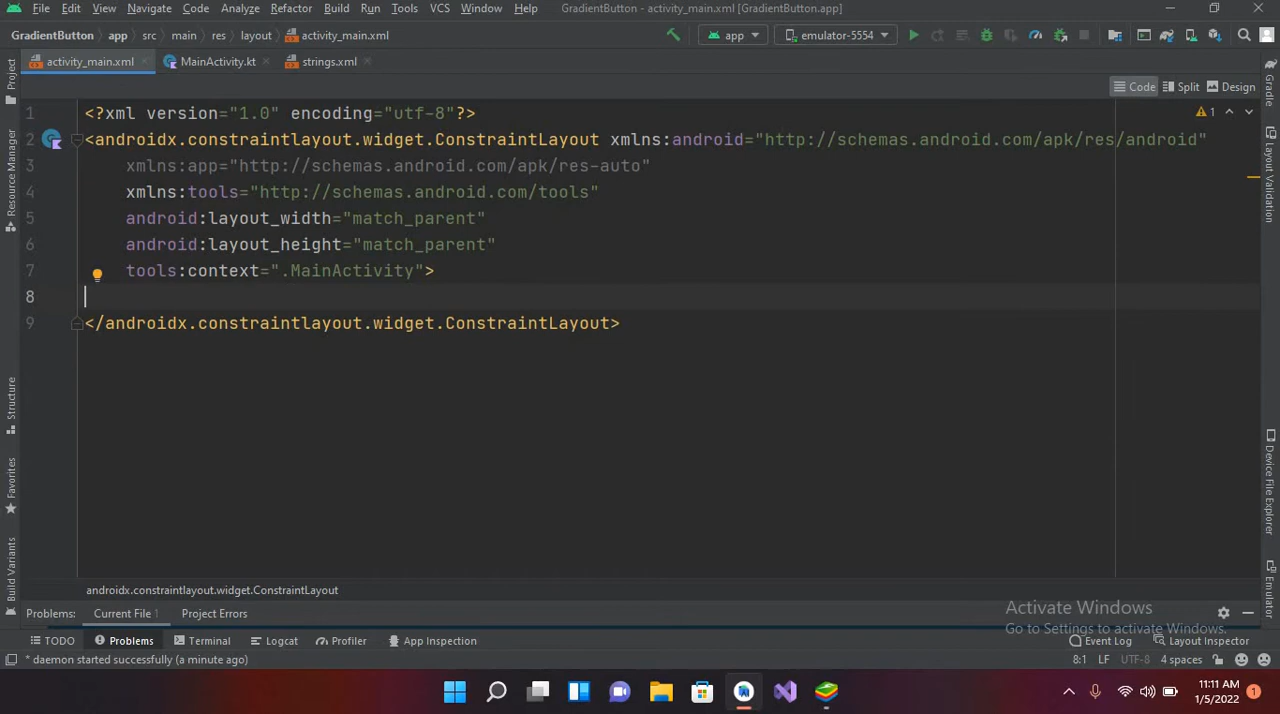 File Edit View Navigate Code Analyze Refactor Build Run Tools VCS Window Help GradientButton - activity_main.xml [GradientButton.app]
GradientButton app src main res layout activity_main.xml app emulator-5554
activity_main.xml MainActivity.kt strings.xml
Code Split Design
1 <?xml version="1.0" encoding="utf-8"?> 1
2 <androidx.constraintlayout.widget.ConstraintLayout xmlns:android="http://schemas.android.com/apk/res/android"
3 xmlns:app="http://schemas.android.com/apk/res-auto"
4 xmlns:tools="http://schemas.android.com/tools"
5 android:layout_width="match_parent"
6 android:layout_height="match_parent"
7 tools:context=".MainActivity">
8
9 </androidx.constraintlayout.widget.ConstraintLayout>
Project
Resource Manager
Structure
Favorites
Build Variants
Gradle
Layout Validation
Device File Explorer
Emulator
androidx.constraintlayout.widget.ConstraintLayout
Problems: Current File 1 Project Errors
Activate Windows
Go to Settings to activate Windows.
TODO Problems Terminal Logcat Profiler App Inspection Event Log Layout Inspector
* daemon started successfully (a minute ago) 8:1 LF UTF-8 4 spaces
11:11 AM
1/5/2022 1